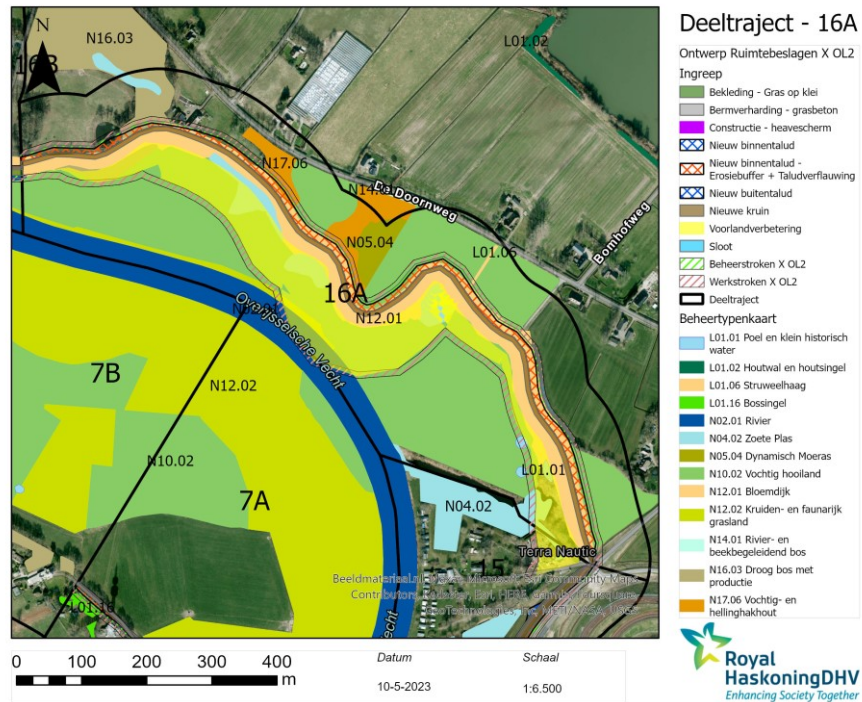 Deeltraject - 16A
Ontwerp Ruimtebeslagen X OL2
Ingreep
Bekleding - Gras op klei
Bermverharding - grasbeton
Constructie - heavescherm
Nieuw binnentalud
Nieuw binnentalud -
Erosiebuffer + Taludverflauwing
Nieuw buitentalud
Nieuwe kruin
Voorlandverbetering
Sloot
Beheerstroken X OL2
Werkstroken X OL2
Deeltraject
Beheertypenkaart
L01.01 Poel en klein historisch
water
L01.02 Houtwal en houtsingel
L01.06 Struweelhaag
L01.16 Bossingel
N02.01 Rivier
N04.02 Zoete Plas
N05.04 Dynamisch Moeras
N10.02 Vochtig hooiland
N12.01 Bloemdijk
N12.02 Kruiden- en faunarijk
grasland
N14.01 Rivier- en
beekbegeleidend bos
N16.03 Droog bos met
productie
N17.06 Vochtig- en
hellinghakhout
N
N16.03
L01.02
N17.06
De Doornweg
N05.04
L01.06
Bomhofweg
16A
N12.01
Overijsselsche Vecht
7B
N12.02
N10.02
7A
L01.01
N04.02
Terra Nautic
L01.16
Vecht
0 100 200 300 400
m
Datum
Schaal
10-5-2023
1:6.500
Royal
HaskoningDHV
Enhancing Society Together